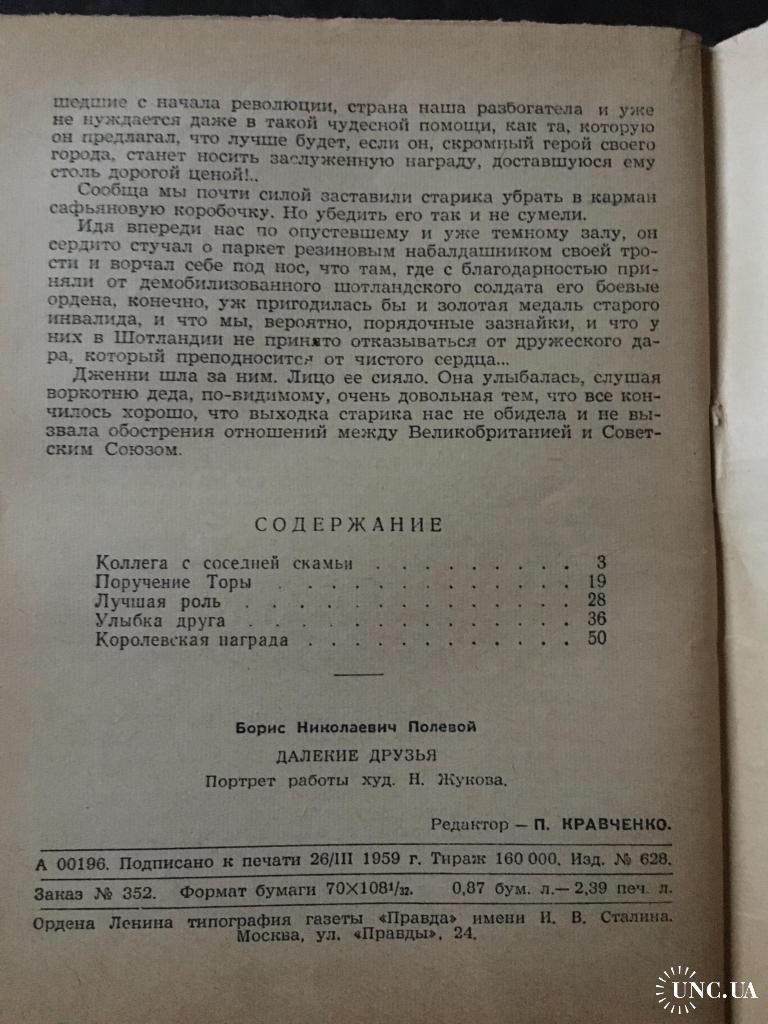 шедшие с начала революции, страна наша разбогатела и уже
не нуждается даже в такой чудесной помощи, как та, которую
он предлагал, что лучше будет, если он, скромный герой своего
города, станет носить заслуженную награду, доставшуюся ему
столь дорогой ценой!..
Сообща мы почти силой заставили старика убрать в карман
сафьяновую коробочку. Но убедить его так и не сумели.
Идя впереди нас по опустевшему и уже темному залу, он
сердито стучал о паркет резиновым набалдашником своей тро-
сти и ворчал себе под нос, что там, где с благодарностью при-
няли от демобилизованного шотландского солдата его боевые
ордена, конечно, уж пригодилась бы и золотая медаль старого
инвалида, и что мы, вероятно, порядочные зазнайки, и что у
них в Шотландии не принято отказываться от дружеского да-
ра, который преподносится от чистого сердца...
Дженни шла за ним. Лицо ее сияло. Она улыбалась, слушая
воркотню деда, по-видимому, очень довольная тем, что все кон-
чилось хорошо, что выходка старика нас не обидела и не вы-
звала обострения отношений между Великобританией и Совет-
ским Союзом.
СОДЕРЖАНИЕ
Коллега с соседней скамьи . . . . . . . . . 3
Поручение Торы . . . . . . . . . . . . . 19
Лучшая роль . . . . . . . . . . . . . . 28
Улыбка друга . . . . . . . . . . . . . . 36
Королевская награда . . . . . . . . . . . . 50
Борис Николаевич Полевой
ДАЛЕКИЕ ДРУЗЬЯ
Портрет работы худ. Н. Жукова.
Редактор — П. КРАВЧЕНКО.
А 00196. Подписано к печати 26/III 1959 г. Тираж 160 000. Изд. № 628.
Заказ № 352. Формат бумаги 70×108¹/₃₂. 0,87 бум. л.— 2,39 печ. л.
Ордена Ленина типография газеты «Правда» имени И. В. Сталина.
Москва, ул. «Правды», 24.
UNC.UA